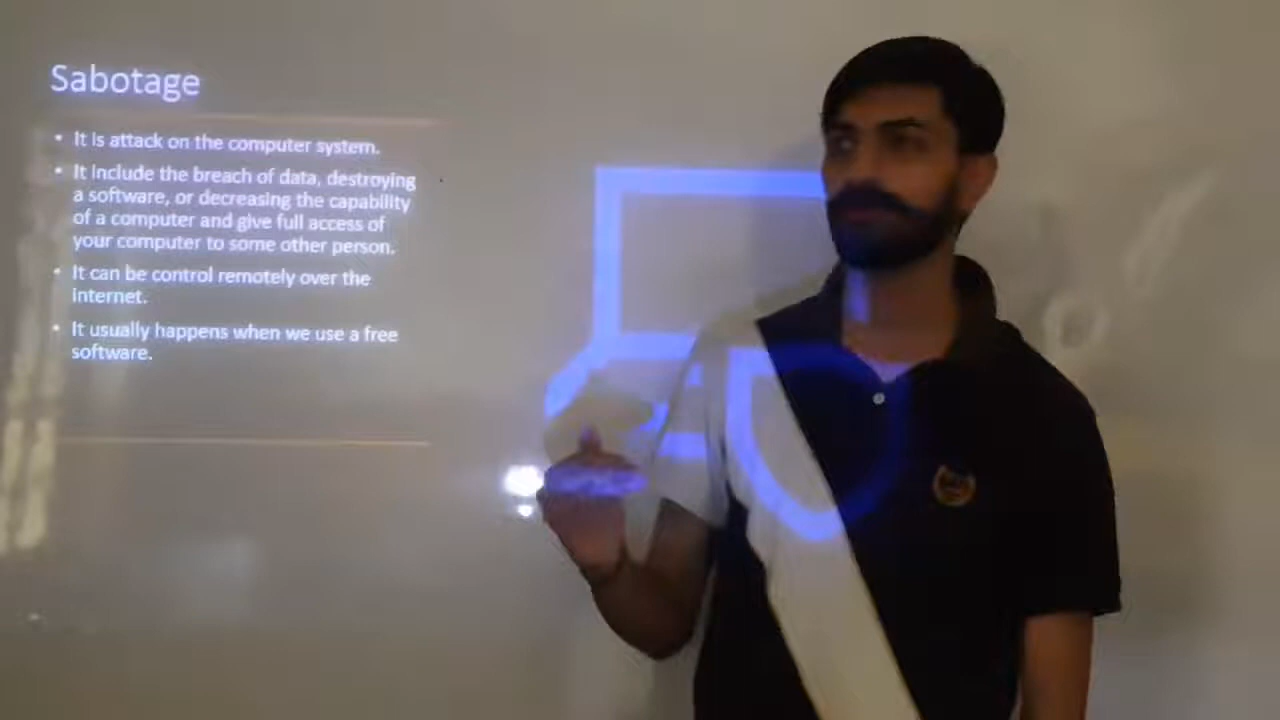 Sabotage
• It is attack on the computer system.
• It include the breach of data, destroying
a software, or decreasing the capability
of a computer and give full access of
your computer to some other person.
• It can be control remotely over the
internet.
• It usually happens when we use a free
software.